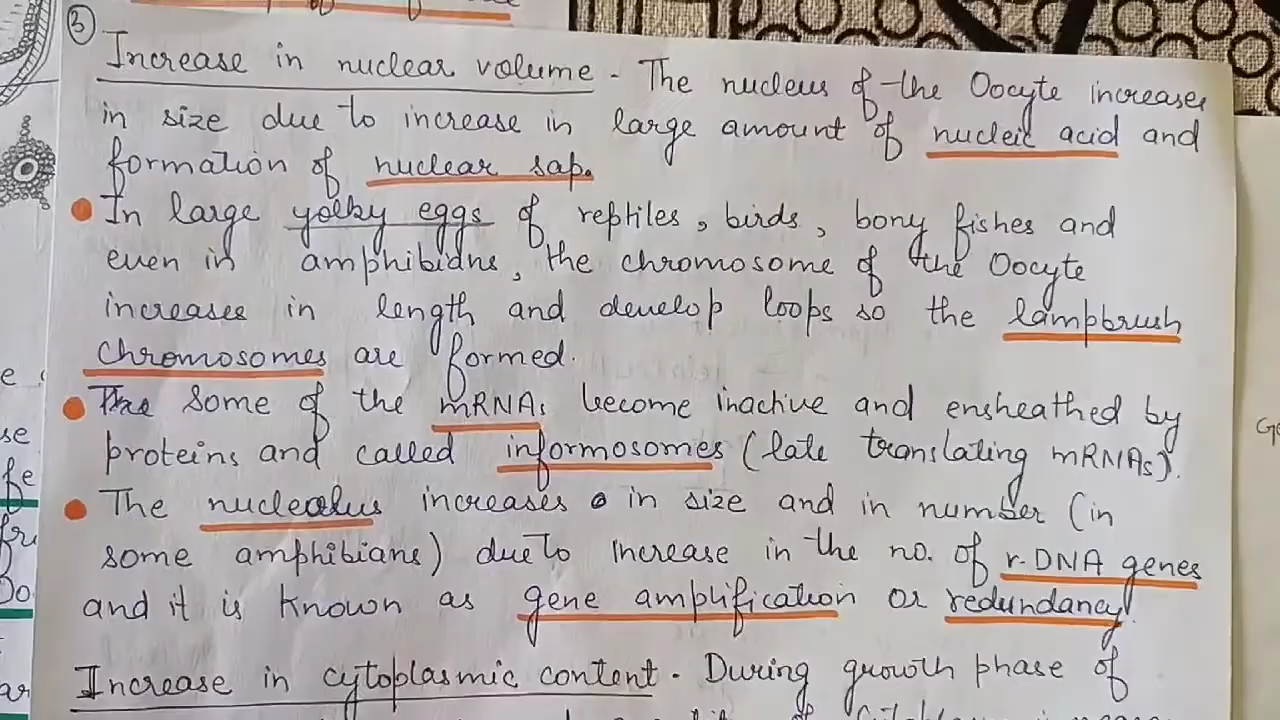 ③
Increase in nuclear volume - The nucleus of the Oocyte increases
in size due to increase in large amount of nucleic acid and
formation of nuclear sap.
In large yolky eggs of reptiles, birds, bony fishes and
even in amphibians, the chromosome of the Oocyte
increases in length and develop loops so the lampbrush
chromosomes are formed.
Some of the mRNAs become inactive and ensheathed by
proteins and called informosomes (late translating mRNAs).
The nucleolus increases in size and in number (in
some amphibians) due to increase in the no. of r-DNA genes
and it is known as gene amplification or redundancy.
Increase in cytoplasmic content - During growth phase of